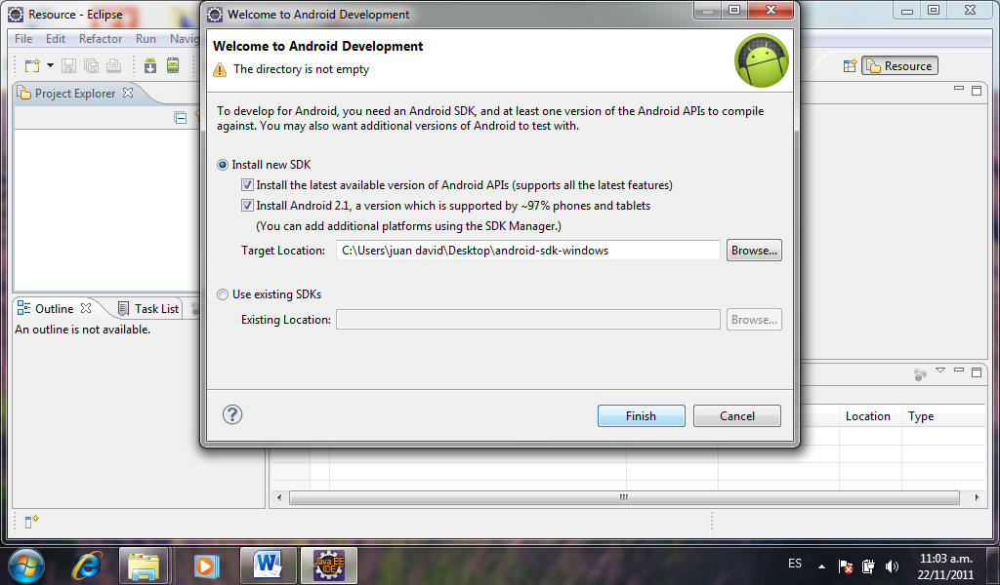 Resource - Eclipse
Welcome to Android Development
File Edit Refactor Run Navig
Welcome to Android Development
The directory is not empty
Resource
Project Explorer
To develop for Android, you need an Android SDK, and at least one version of the Android APIs to compile
against. You may also want additional versions of Android to test with.
Install new SDK
Install the latest available version of Android APIs (supports all the latest features)
Install Android 2.1, a version which is supported by ~97% phones and tablets
(You can add additional platforms using the SDK Manager.)
Target Location: C:\Users\juan david\Desktop\android-sdk-windows Browse...
Use existing SDKs
Existing Location: Browse...
Outline Task List
An outline is not available.
Finish Cancel
Location Type
Java EE
IDE
ES
11:03 a.m.
22/11/2011